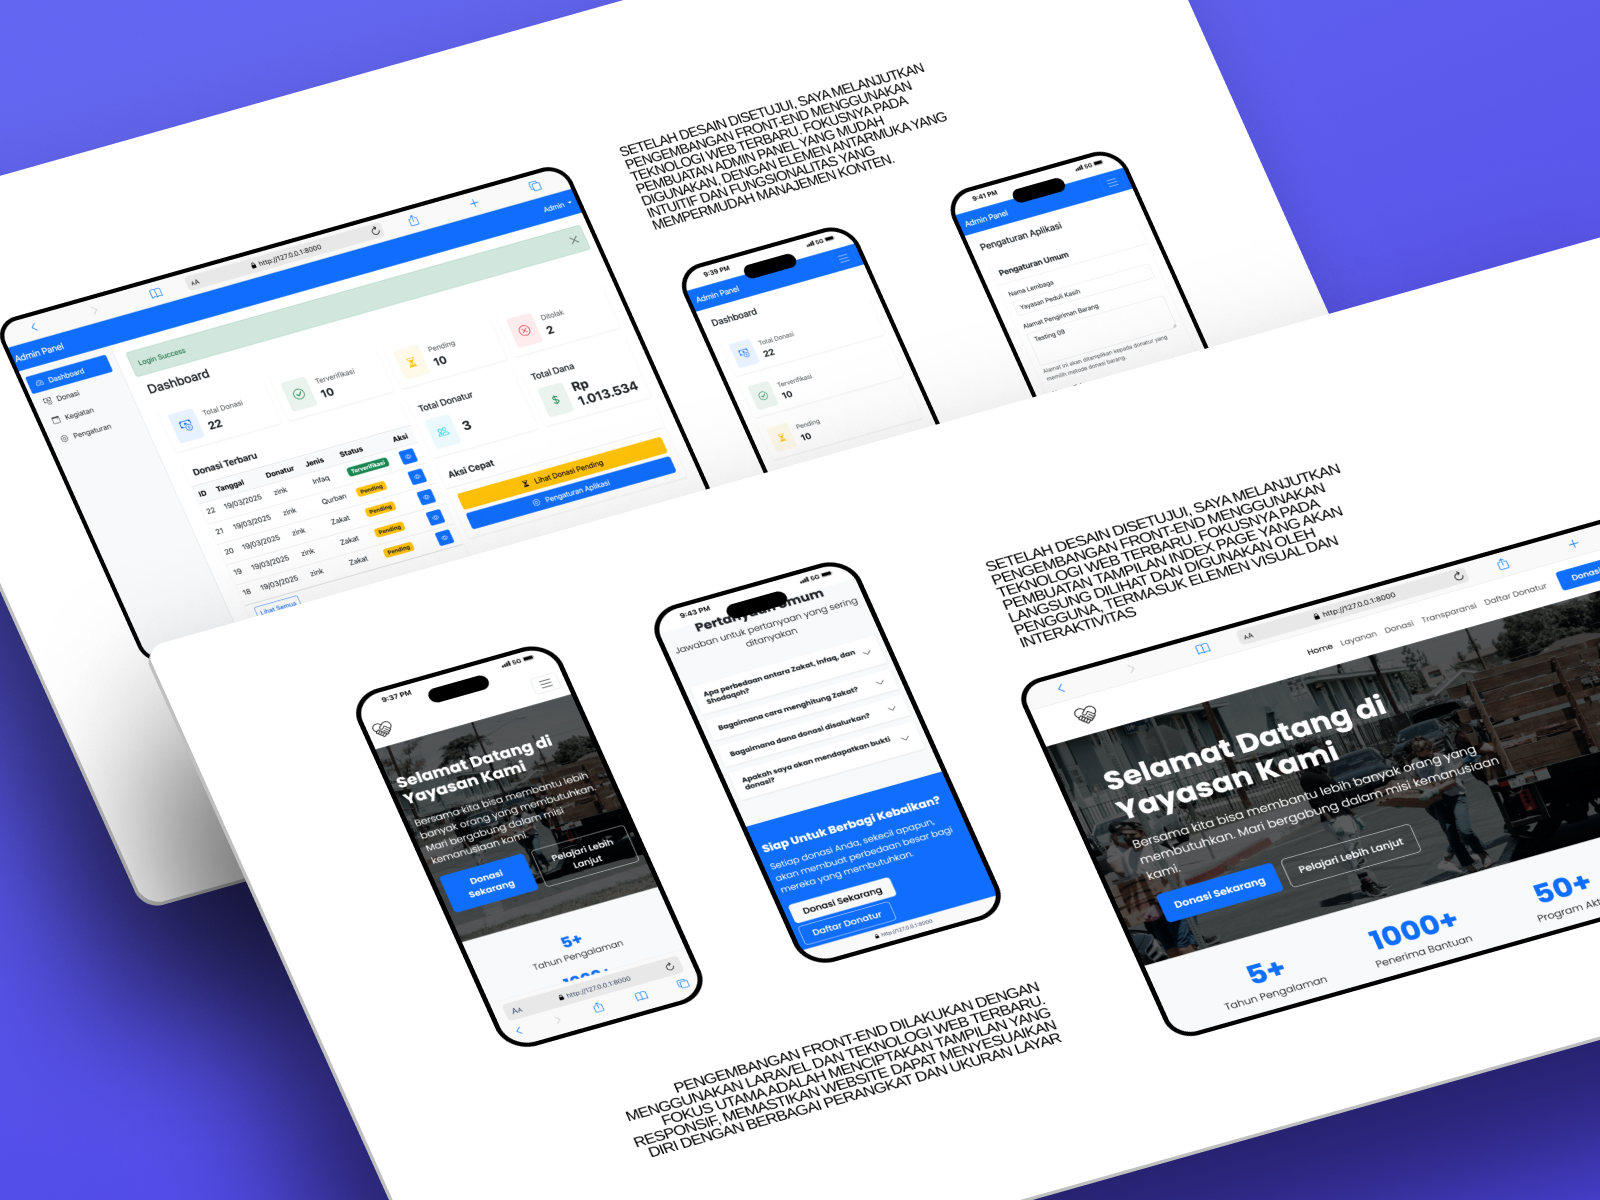 SETELAH DESAIN DISETUJUI, SAYA MELANJUTKAN
PENGEMBANGAN FRONT-END MENGGUNAKAN
TEKNOLOGI WEB TERBARU. FOKUSNYA PADA
PEMBUATAN ADMIN PANEL YANG MUDAH
DIGUNAKAN, DENGAN ELEMEN ANTARMUKA YANG
INTUITIF DAN FUNGSIONALITAS YANG
MEMPERMUDAH MANAJEMEN KONTEN.
AA
http://127.0.0.1:8000
Admin Panel
Admin
Dashboard
Donasi
Kegiatan
Pengaturan
Login Success
Dashboard
Total Donasi
22
Terverifikasi
10
Pending
10
Ditolak
2
Donasi Terbaru
ID Tanggal Donatur Jenis Status Aksi
22 19/03/2025 zink Infaq Terverifikasi
21 19/03/2025 zink Qurban Pending
20 19/03/2025 zink Zakat Pending
19 19/03/2025 zink Zakat Pending
18 19/03/2025 zink Zakat Pending
Lihat Semua
Total Donatur
3
Total Dana
Rp
1.013.534
Aksi Cepat
Lihat Donasi Pending
Pengaturan Aplikasi
9:39 PM
5G
Admin Panel
Dashboard
Total Donasi
22
Terverifikasi
10
Pending
10
9:41 PM
5G
Admin Panel
Pengaturan Aplikasi
Pengaturan Umum
Nama Lembaga
Yayasan Peduli Kasih
Alamat Pengiriman Barang
Testing 09
Alamat ini akan ditampilkan kepada donatur yang
memilih metode donasi barang.
9:37 PM
5G
Selamat Datang di
Yayasan Kami
Bersama kita bisa membantu lebih
banyak orang yang membutuhkan.
Mari bergabung dalam misi
kemanusiaan kami.
Donasi
Sekarang
Pelajari Lebih
Lanjut
5+
Tahun Pengalaman
1000+
AA
http://127.0.0.1:8000
9:43 PM
5G
Pertanyaan Umum
Jawaban untuk pertanyaan yang sering
ditanyakan
Apa perbedaan antara Zakat, Infaq, dan
Shodaqoh?
Bagaimana cara menghitung Zakat?
Bagaimana dana donasi disalurkan?
Apakah saya akan mendapatkan bukti
donasi?
Siap Untuk Berbagi Kebaikan?
Setiap donasi Anda, sekecil apapun,
akan membuat perbedaan besar bagi
mereka yang membutuhkan.
Donasi Sekarang
Daftar Donatur
http://127.0.0.1:8000
SETELAH DESAIN DISETUJUI, SAYA MELANJUTKAN
PENGEMBANGAN FRONT-END MENGGUNAKAN
TEKNOLOGI WEB TERBARU. FOKUSNYA PADA
PEMBUATAN TAMPILAN INDEX PAGE YANG AKAN
LANGSUNG DILIHAT DAN DIGUNAKAN OLEH
PENGGUNA, TERMASUK ELEMEN VISUAL DAN
INTERAKTIVITAS
AA
http://127.0.0.1:8000
Home Layanan Donasi Transparansi Daftar Donatur Donasi
Selamat Datang di
Yayasan Kami
Bersama kita bisa membantu lebih banyak orang yang
membutuhkan. Mari bergabung dalam misi kemanusiaan
kami.
Donasi Sekarang
Pelajari Lebih Lanjut
5+
Tahun Pengalaman
1000+
Penerima Bantuan
50+
Program Akt
PENGEMBANGAN FRONT-END DILAKUKAN DENGAN
MENGGUNAKAN LARAVEL DAN TEKNOLOGI WEB TERBARU.
FOKUS UTAMA ADALAH MENCIPTAKAN TAMPILAN YANG
RESPONSIF, MEMASTIKAN WEBSITE DAPAT MENYESUAIKAN
DIRI DENGAN BERBAGAI PERANGKAT DAN UKURAN LAYAR